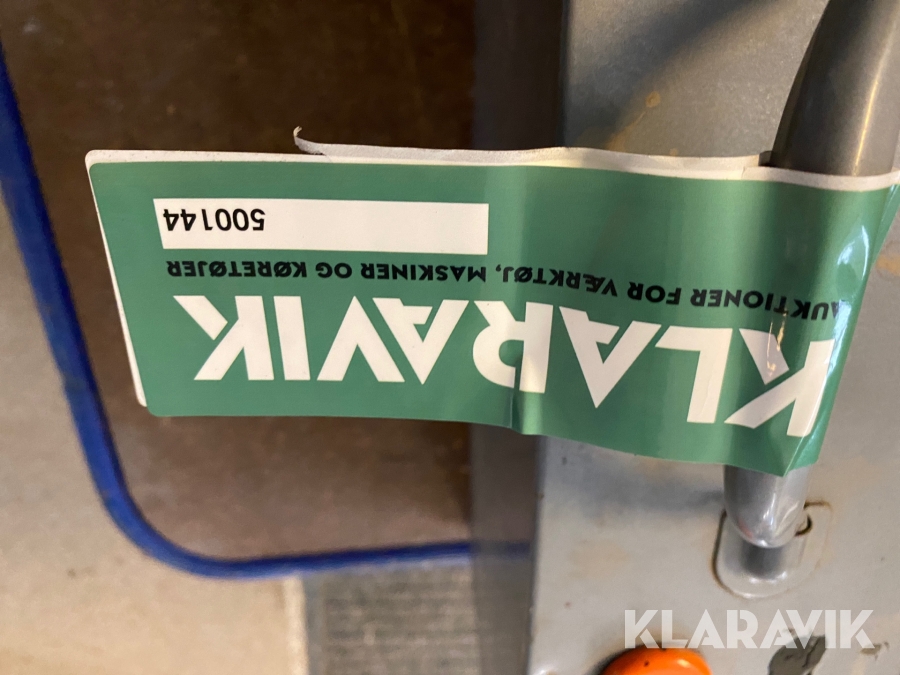 KLARAVIK
AUKTIONER FOR VÆRKTØJ, MASKINER OG KØRETØJER
500144
KLARAVIK